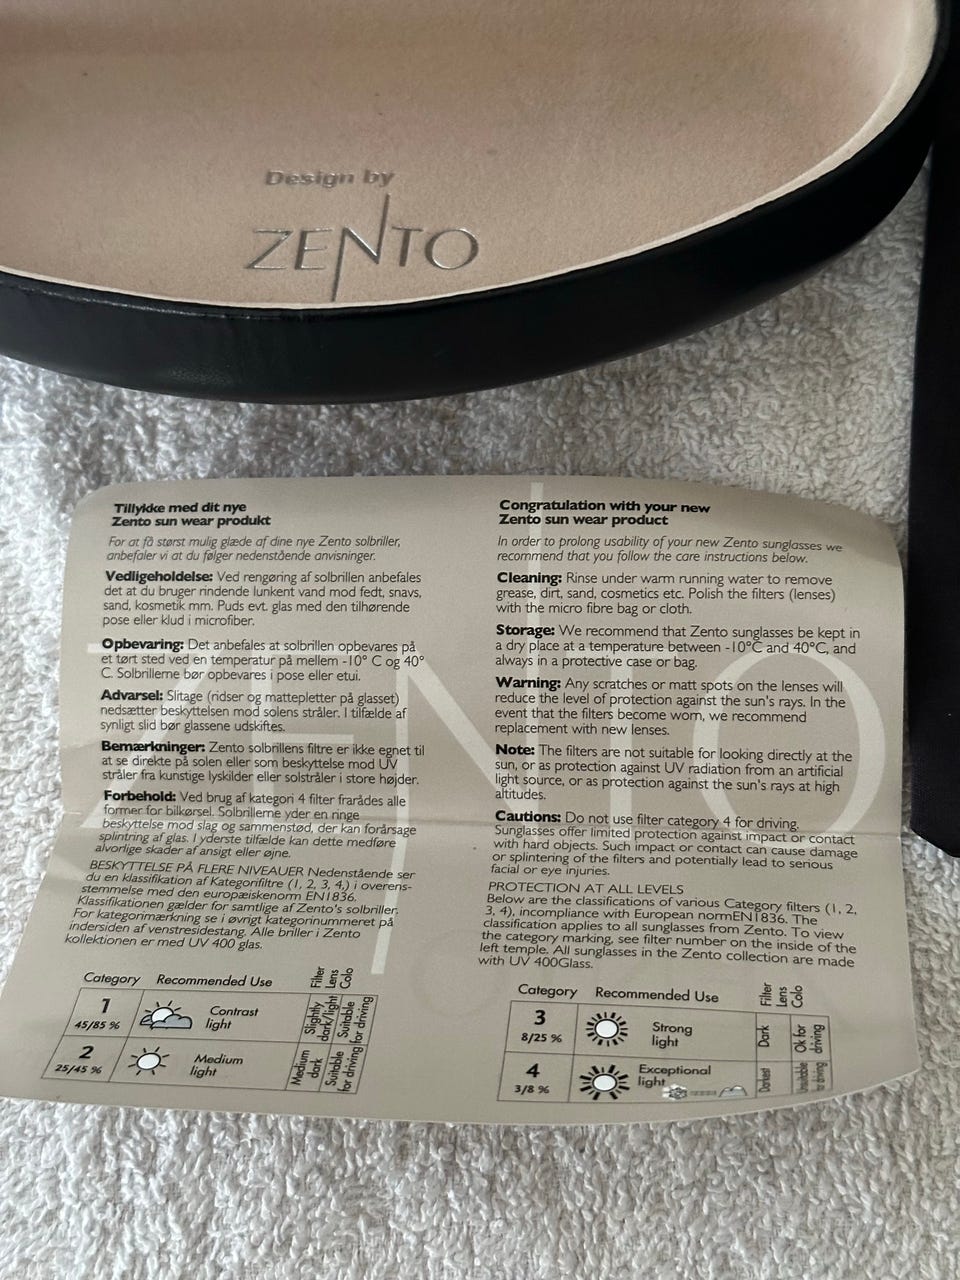 Design by
ZENTO
Tillykke med dit nye
Zento sun wear produkt
For at få størst mulig glæde af dine nye Zento solbriller,
anbefaler vi at du følger nedenstående anvisninger.
Vedligeholdelse: Ved rengøring af solbrillen anbefales
det at du bruger rindende lunkent vand mod fedt, snavs,
sand, kosmetik mm. Puds evt. glas med den tilhørende
pose eller klud i microfiber.
Opbevaring: Det anbefales at solbrillen opbevares på
et tørt sted ved en temperatur på mellem -10° C og 40°
C. Solbrillerne bør opbevares i pose eller etui.
Advarsel: Slitage (ridser og mattepletter på glasset)
nedsætter beskyttelsen mod solens stråler. I tilfælde af
synligt slid bør glassene udskiftes.
Bemærkninger: Zento solbrillens filtre er ikke egnet til
at se direkte på solen eller som beskyttelse mod UV
stråler fra kunstige lyskilder eller solstråler i store højder.
Forbehold: Ved brug af kategori 4 filter frarådes alle
former for bilkørsel. Solbrillerne yder en ringe
beskyttelse mod slag og sammenstød, der kan forårsage
splintring af glas. I yderste tilfælde kan dette medføre
alvorlige skader af ansigt eller øjne.
BESKYTTELSE PÅ FLERE NIVEAUER Nedenstående ser
du en klassifikation af Kategorifiltre (1, 2, 3, 4,) i overens-
stemmelse med den europæiskenorm EN1836.
Klassifikationen gælder for samtlige af Zento's solbriller.
For kategorimærkning se i øvrigt kategorinummeret på
indersiden af venstresidestang. Alle briller i Zento
kollektionen er med UV 400 glas.
Category Recommended Use Filter Lens Colo
1
45/85 %
Contrast
light
Slightly
dark/light
Suitable
for driving
2
25/45 %
Medium
light
Medium
dark
Suitable
for driving
Congratulation with your new
Zento sun wear product
In order to prolong usability of your new Zento sunglasses we
recommend that you follow the care instructions below.
Cleaning: Rinse under warm running water to remove
grease, dirt, sand, cosmetics etc. Polish the filters (lenses)
with the micro fibre bag or cloth.
Storage: We recommend that Zento sunglasses be kept in
a dry place at a temperature between -10°C and 40°C, and
always in a protective case or bag.
Warning: Any scratches or matt spots on the lenses will
reduce the level of protection against the sun's rays. In the
event that the filters become worn, we recommend
replacement with new lenses.
Note: The filters are not suitable for looking directly at the
sun, or as protection against UV radiation from an artificial
light source, or as protection against the sun's rays at high
altitudes.
Cautions: Do not use filter category 4 for driving.
Sunglasses offer limited protection against impact or contact
with hard objects. Such impact or contact can cause damage
or splintering of the filters and potentially lead to serious
facial or eye injuries.
PROTECTION AT ALL LEVELS
Below are the classifications of various Category filters (1, 2,
3, 4), incompliance with European normEN1836. The
classification applies to all sunglasses from Zento. To view
the category marking, see filter number on the inside of the
left temple. All sunglasses in the Zento collection are made
with UV 400Glass.
Category Recommended Use Filter Lens Colo
3
8/25 %
Strong
light
Dark
Ok for
driving
4
3/8 %
Exceptional
light
Darkest
Unsuitable
for driving
ZENTO